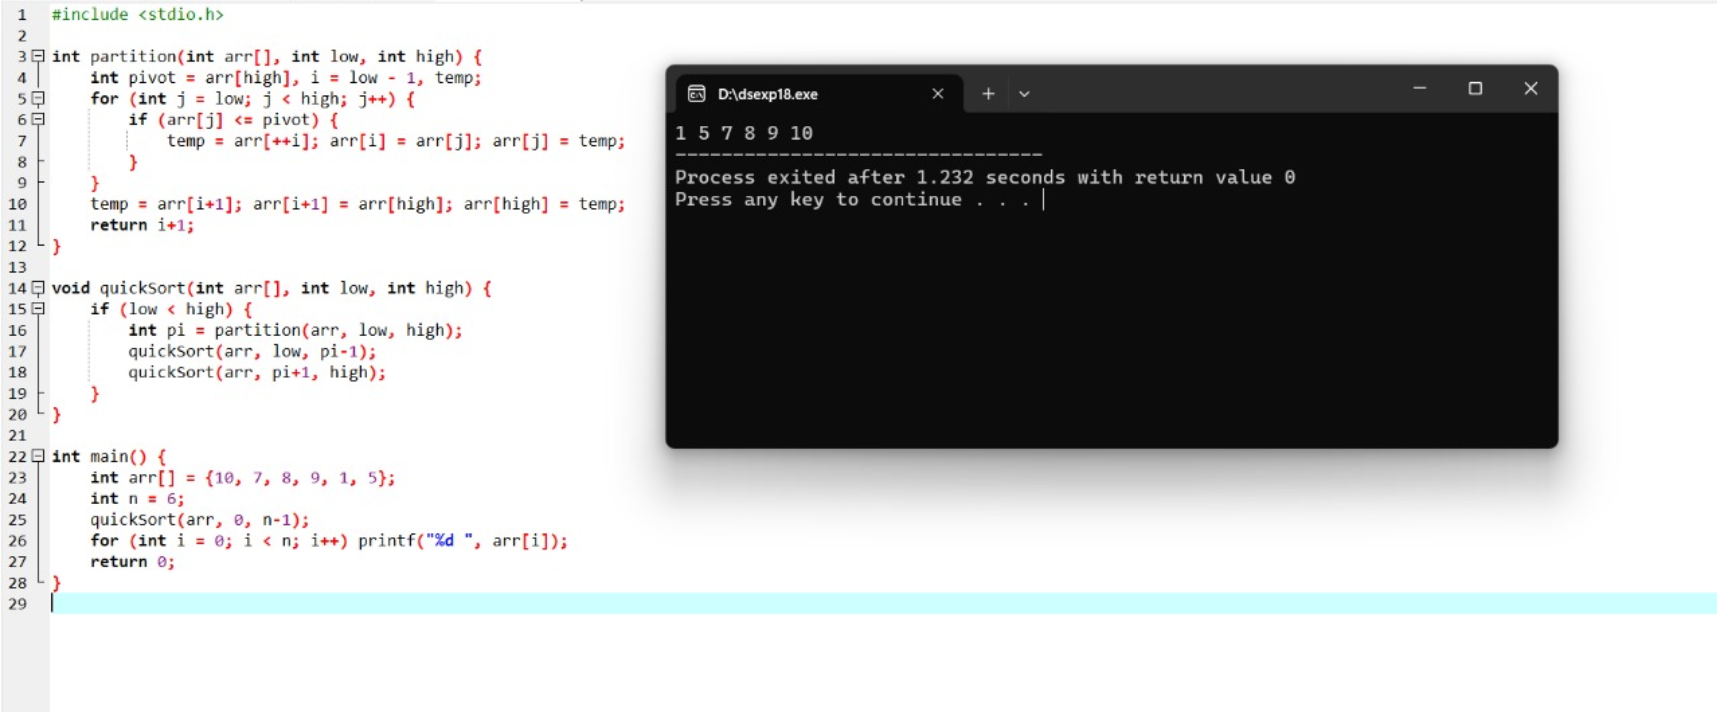 1 #include <stdio.h>
2
3 int partition(int arr[], int low, int high) {
4     int pivot = arr[high], i = low - 1, temp;
5     for (int j = low; j < high; j++) {
6         if (arr[j] <= pivot) {
7             temp = arr[++i]; arr[i] = arr[j]; arr[j] = temp;
8         }
9     }
10     temp = arr[i+1]; arr[i+1] = arr[high]; arr[high] = temp;
11     return i+1;
12 }
13
14 void quickSort(int arr[], int low, int high) {
15     if (low < high) {
16         int pi = partition(arr, low, high);
17         quickSort(arr, low, pi-1);
18         quickSort(arr, pi+1, high);
19     }
20 }
21
22 int main() {
23     int arr[] = {10, 7, 8, 9, 1, 5};
24     int n = 6;
25     quickSort(arr, 0, n-1);
26     for (int i = 0; i < n; i++) printf("%d ", arr[i]);
27     return 0;
28 }
29
D:\dsexp18.exe
1 5 7 8 9 10
--------------------------------
Process exited after 1.232 seconds with return value 0
Press any key to continue . . .